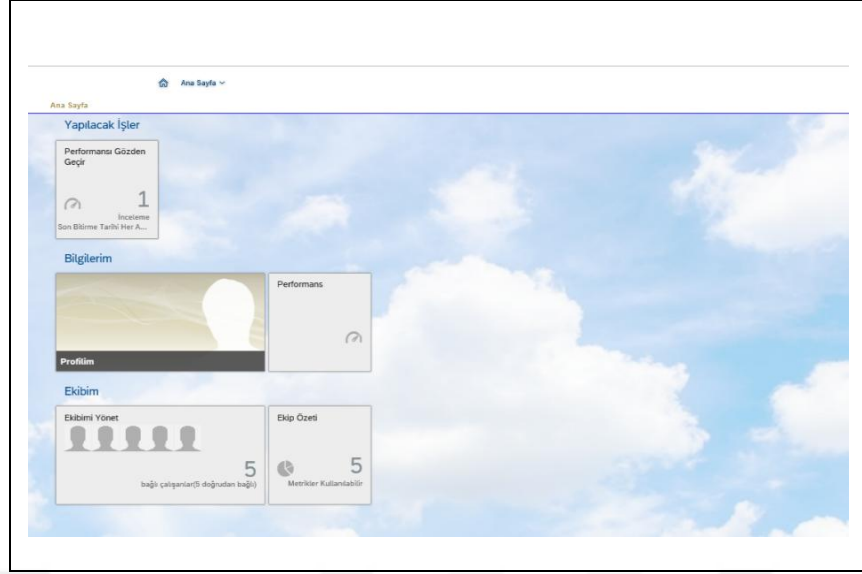 Ana Sayfa
Ana Sayfa
Yapılacak İşler
Performansı Gözden
Geçir
1
İnceleme
Son Bitirme Tarihi Her A...
Bilgilerim
Performans
Profilim
Ekibim
Ekibimi Yönet
5
bağlı çalışanlar(5 doğrudan bağlı)
Ekip Özeti
5
Metrikler Kullanılabilir